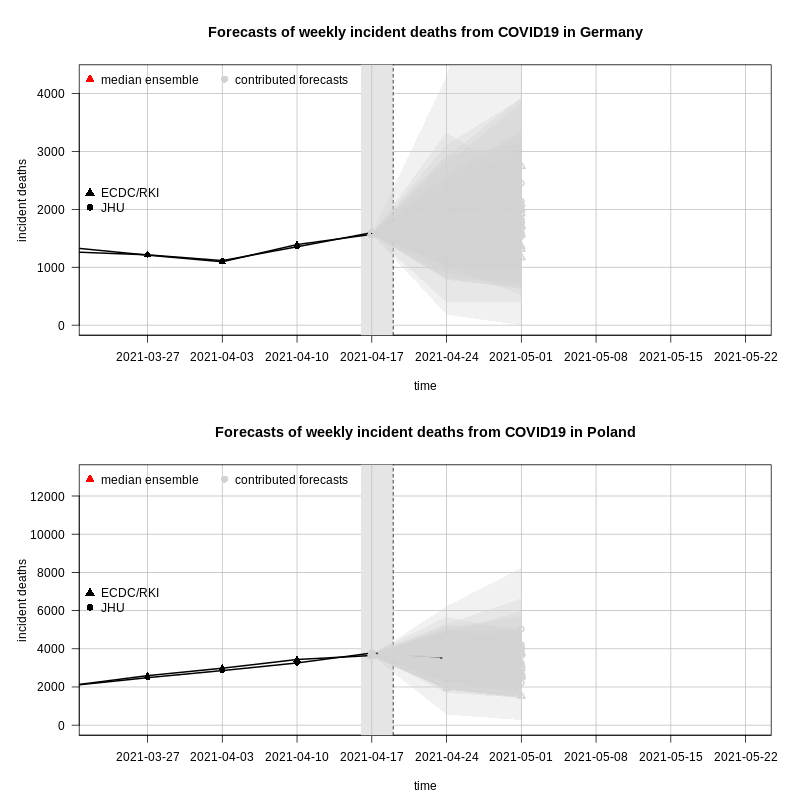 Forecasts of weekly incident deaths from COVID19 in Germany
median ensemble contributed forecasts
4000
3000
ECDC/RKI
JHU
2000
1000
0
incident deaths
2021-03-27 2021-04-03 2021-04-10 2021-04-17 2021-04-24 2021-05-01 2021-05-08 2021-05-15 2021-05-22
time
Forecasts of weekly incident deaths from COVID19 in Poland
median ensemble contributed forecasts
12000
10000
8000
ECDC/RKI
6000 JHU
4000
2000
0
incident deaths
2021-03-27 2021-04-03 2021-04-10 2021-04-17 2021-04-24 2021-05-01 2021-05-08 2021-05-15 2021-05-22
time